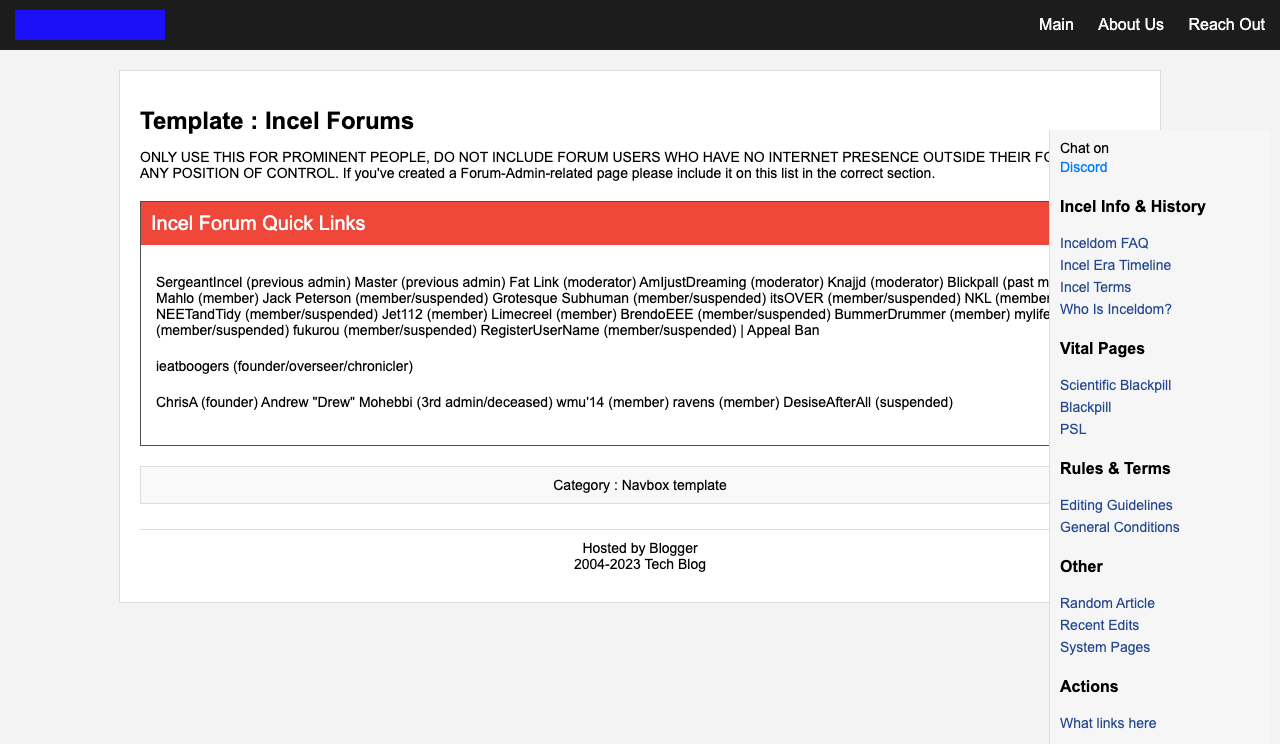 Main About Us Reach Out
Template : Incel Forums
ONLY USE THIS FOR PROMINENT PEOPLE, DO NOT INCLUDE FORUM USERS WHO HAVE NO INTERNET PRESENCE OUTSIDE THEIR
ANY POSITION OF CONTROL. If you've created a Forum-Admin-related page please include it on this list in the correct section.
Incel Forum Quick Links
SergeantIncel (previous admin) Master (previous admin) Fat Link (moderator) AmIjustDreaming (moderator) Knajjd (moderator) Blickpall (past
Mahlo (member) Jack Peterson (member/suspended) Grotesque Subhuman (member/suspended) itsOVER (member/suspended) NKL (member
NEETandTidy (member/suspended) Jet112 (member) Limecreel (member) BrendoEEE (member/suspended) BummerDrummer (member)
(member/suspended) fukurou (member/suspended) RegisterUserName (member/suspended) | Appeal Ban
ieatboogers (founder/overseer/chronicler)
ChrisA (founder) Andrew "Drew" Mohebbi (3rd admin/deceased) wmu'14 (member) ravens (member) DesiseAfterAll (suspended)
Category : Navbox template
Hosted by Blogger
2004-2023 Tech Blog
Chat on
Discord
Incel Info & History
Inceldom FAQ
Incel Era Timeline
Incel Terms
Who Is Inceldom?
Vital Pages
Scientific Blackpill
Blackpill
PSL
Rules & Terms
Editing Guidelines
General Conditions
Other
Random Article
Recent Edits
System Pages
Actions
What links here